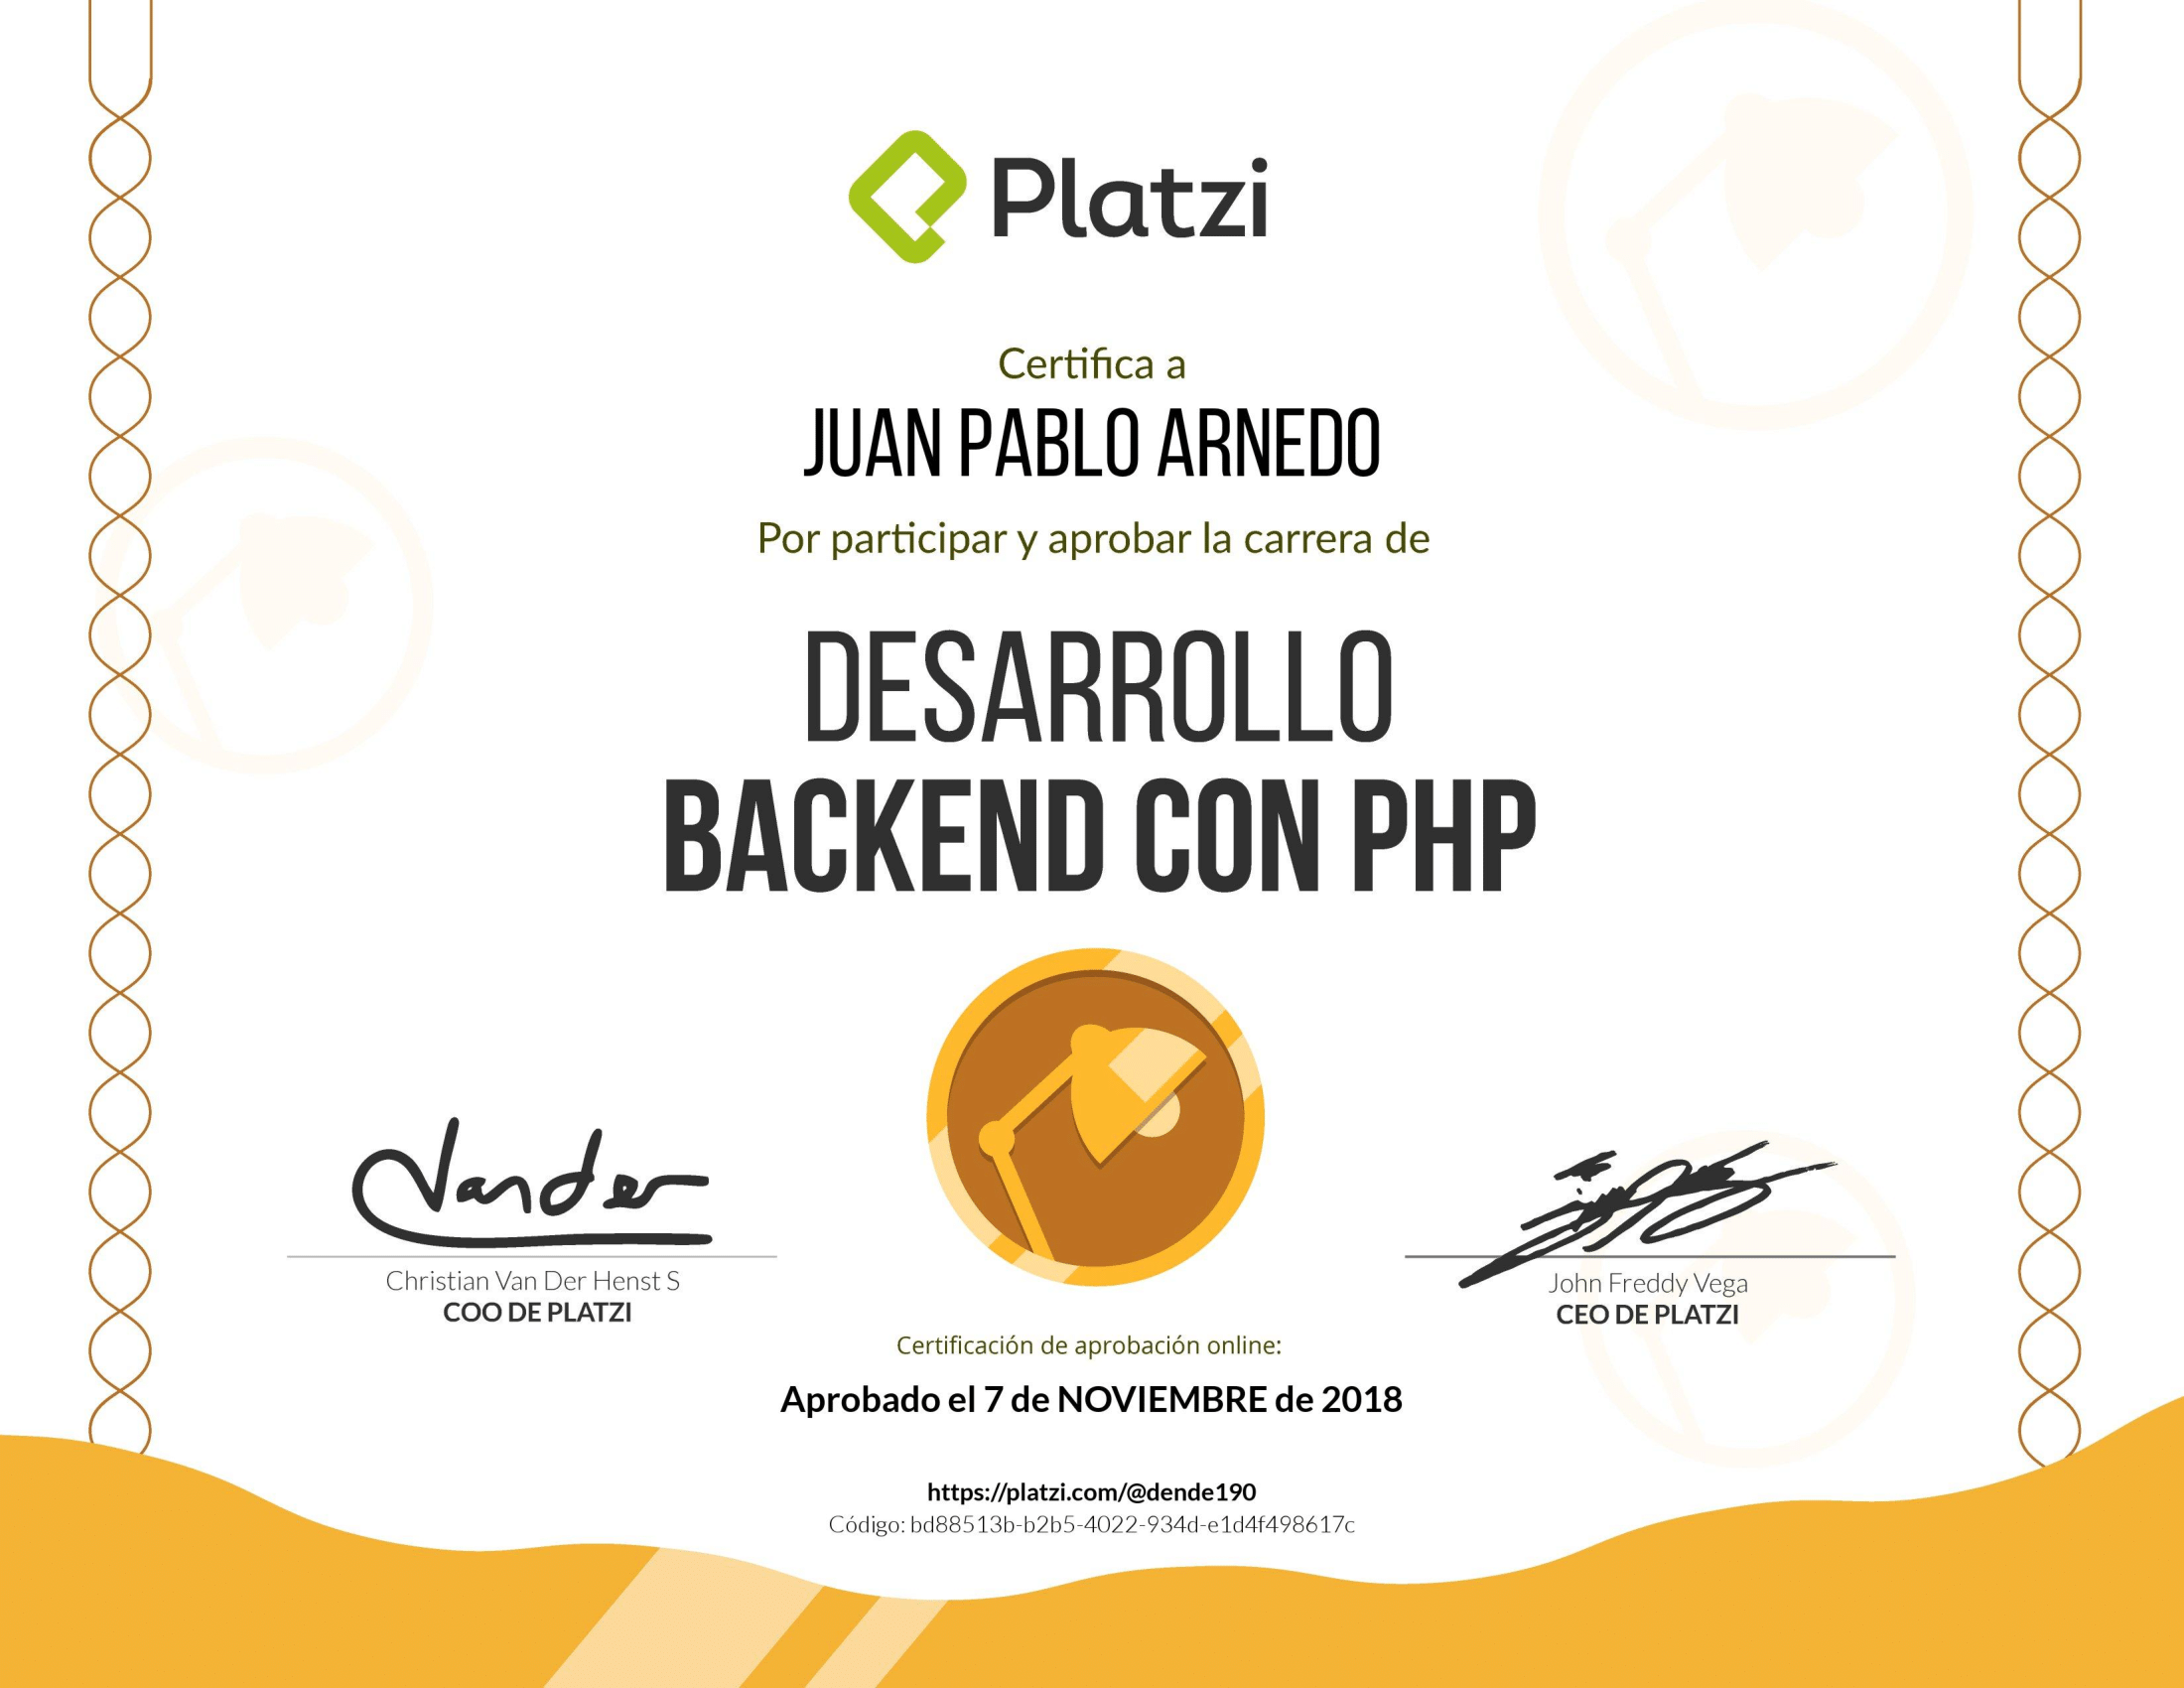 Platzi
Certifica a
JUAN PABLO ARNEDO
Por participar y aprobar la carrera de
DESARROLLO
BACKEND CON PHP
Vander
Christian Van Der Henst S
COO DE PLATZI
John Freddy Vega
CEO DE PLATZI
Certificación de aprobación online:
Aprobado el 7 de NOVIEMBRE de 2018
https://platzi.com/@dende190
Código: bd88513b-b2b5-4022-934d-e1d4f498617c